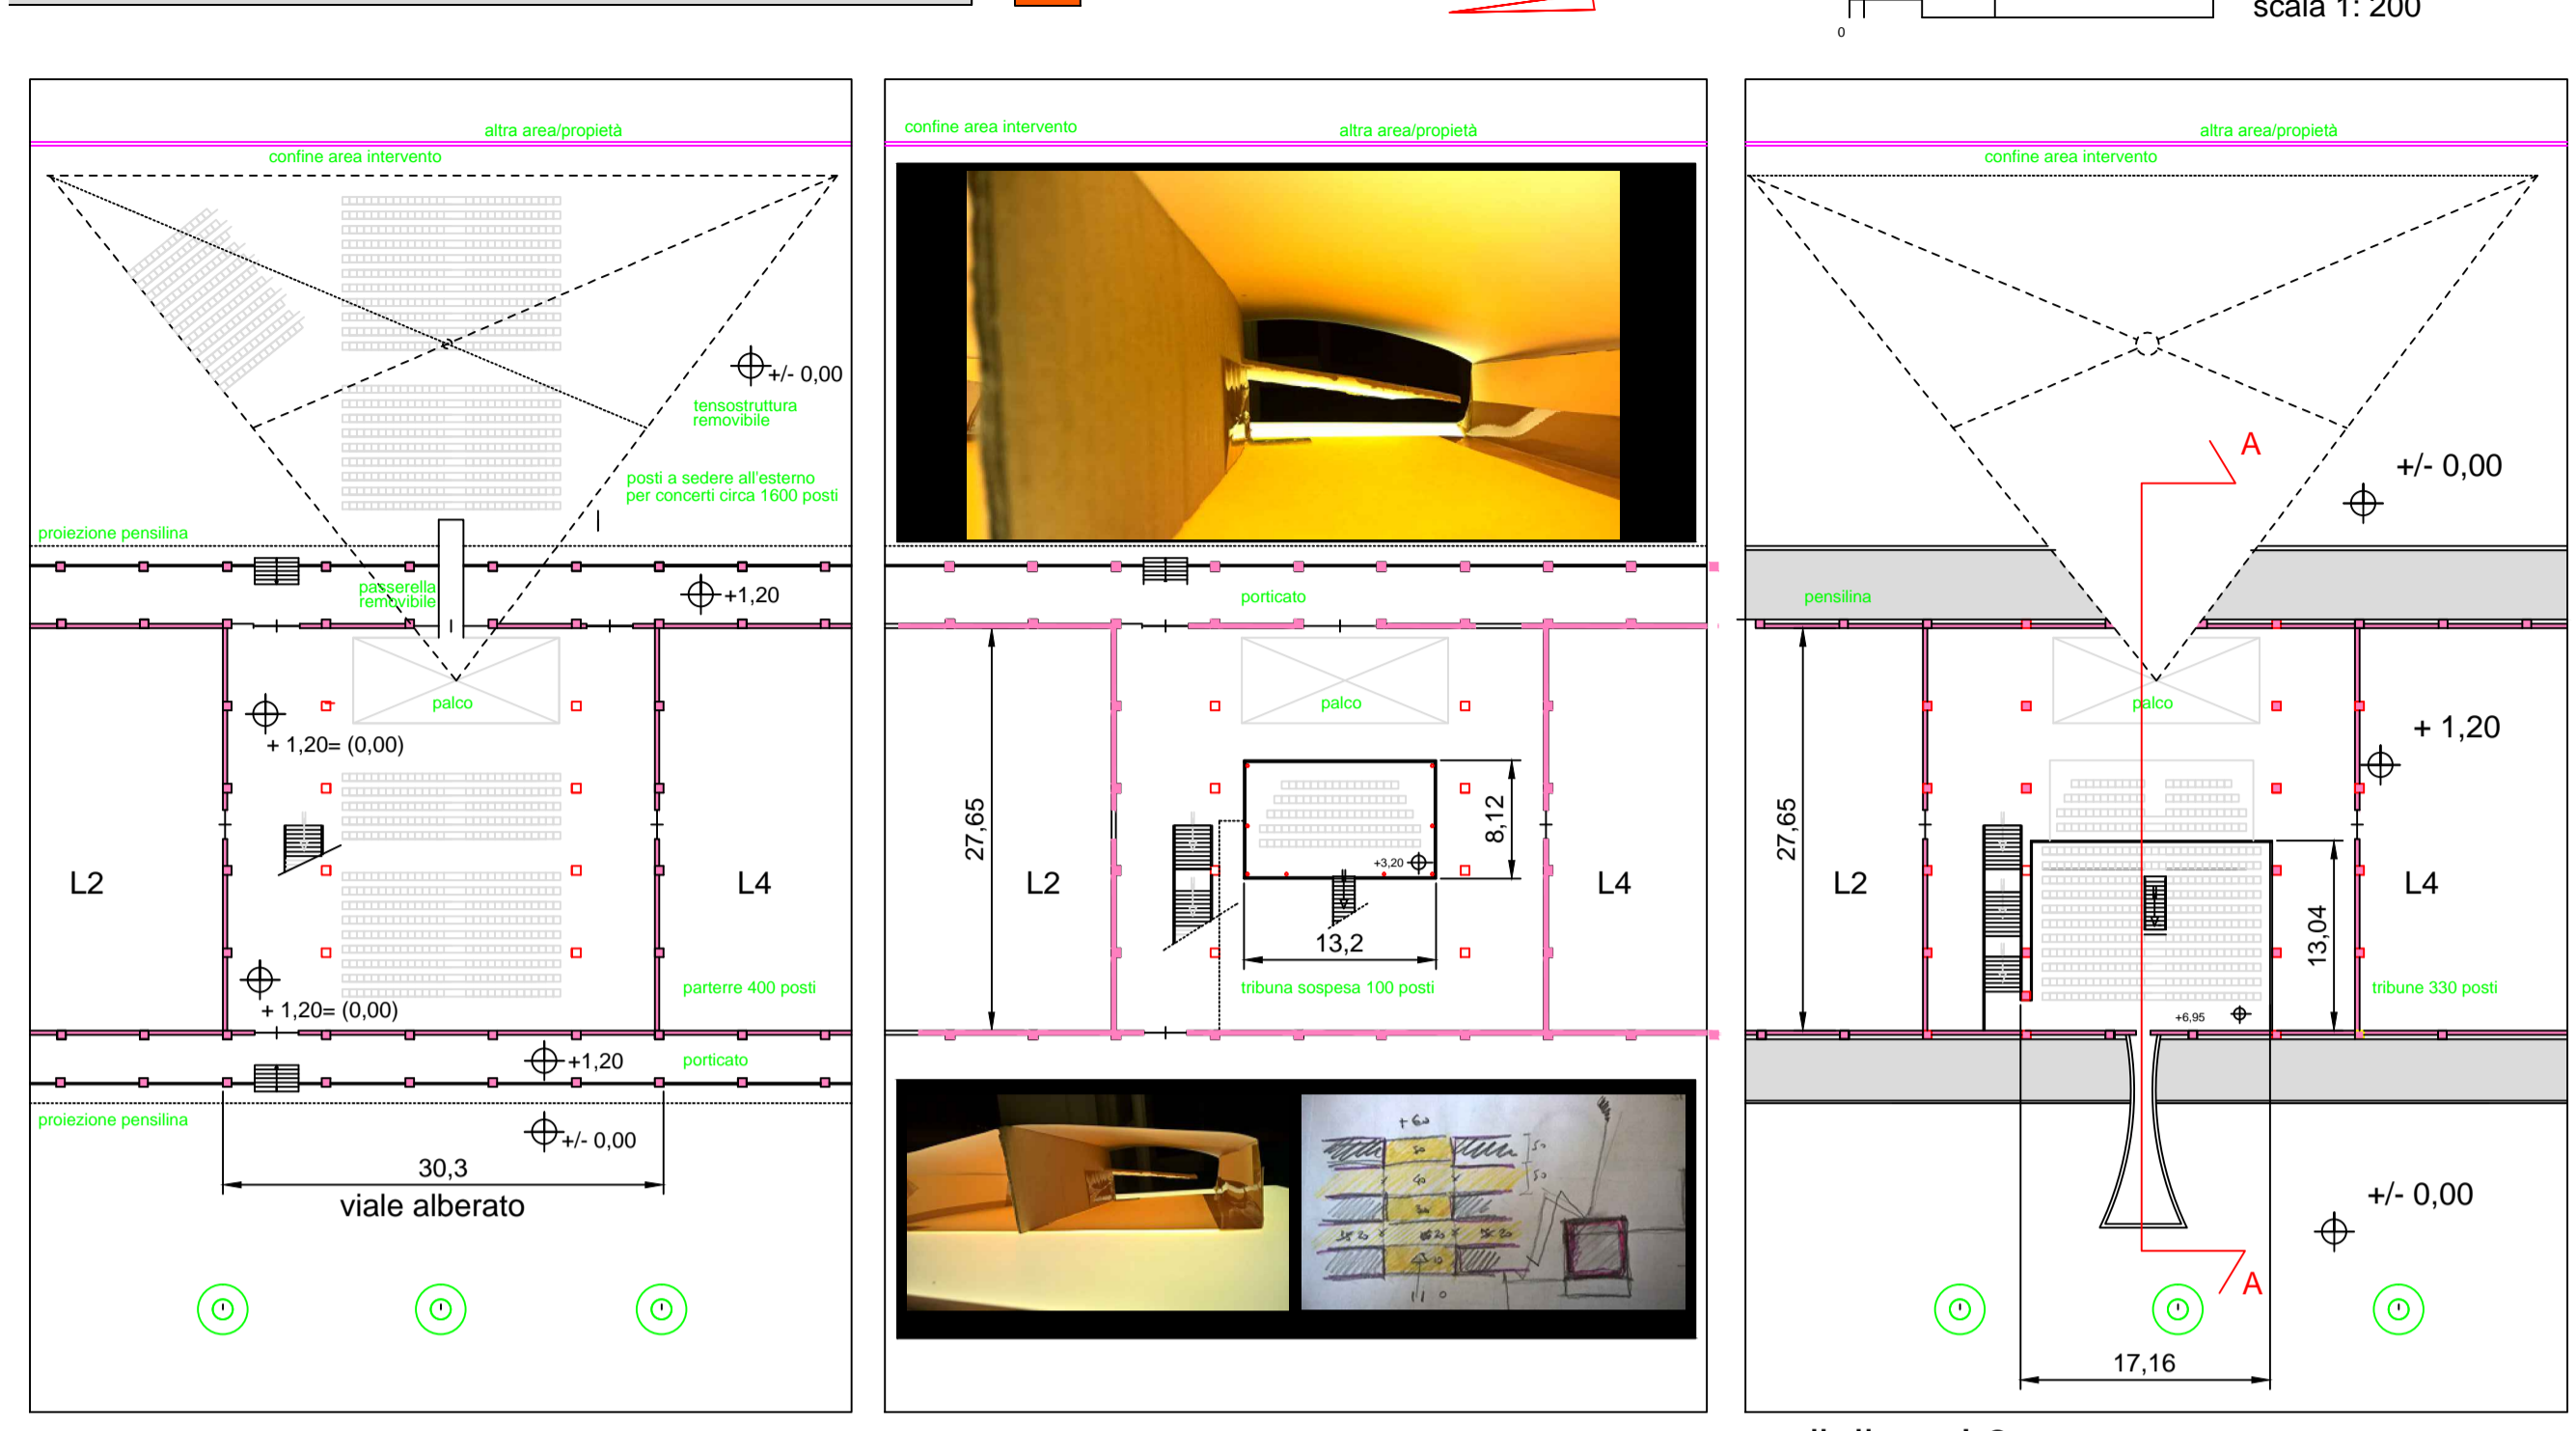 scala 1: 200
0
altra area/propietà
confine area intervento
+/- 0,00
tensostruttura
removibile
posti a sedere all'esterno
per concerti circa 1600 posti
proiezione pensilina
passerella
removibile
+1,20
palco
+ 1,20= (0,00)
L2
L4
+ 1,20= (0,00)
parterre 400 posti
+1,20
porticato
proiezione pensilina
+/- 0,00
30,3
viale alberato
confine area intervento
altra area/propietà
porticato
palco
27,65
8,12
+3,20
L2
L4
13,2
tribuna sospesa 100 posti
+60
altra area/propietà
confine area intervento
A
+/- 0,00
pensilina
palco
+ 1,20
27,65
L2
L4
13,04
tribune 330 posti
+6,95
+/- 0,00
A
17,16